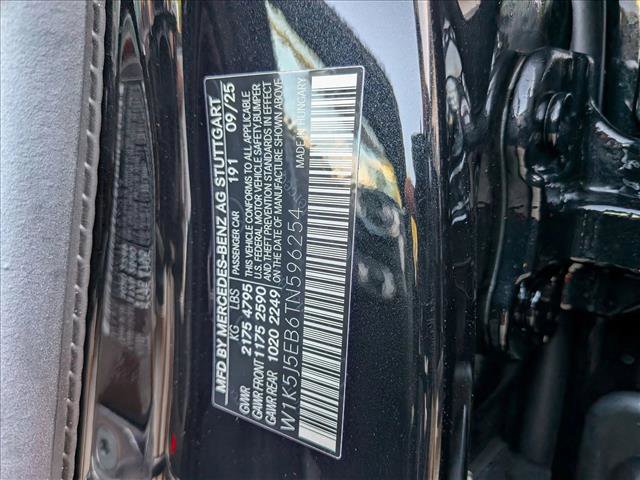 MFD BY MERCEDES-BENZ AG STUTTGART
PASSENGER CAR 191 09/25
KG LBS
GVWR 2175 4795
GAWR FRONT 1175 2590
GAWR REAR 1020 2249
THIS VEHICLE CONFORMS TO ALL APPLICABLE
U.S. FEDERAL MOTOR VEHICLE SAFETY, BUMPER
AND THEFT PREVENTION STANDARDS IN EFFECT
ON THE DATE OF MANUFACTURE SHOWN ABOVE
W1K5J5EB6TN596254
MADE IN HUNGARY